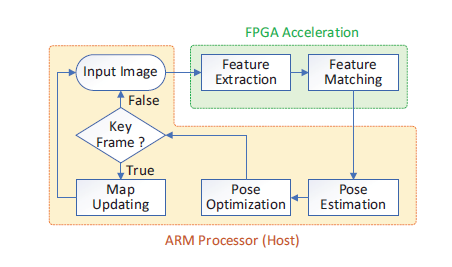 FPGA Acceleration
Input Image
Feature
Extraction
Feature
Matching
False
Key
Frame ?
True
Map
Updating
Pose
Optimization
Pose
Estimation
ARM Processor (Host)